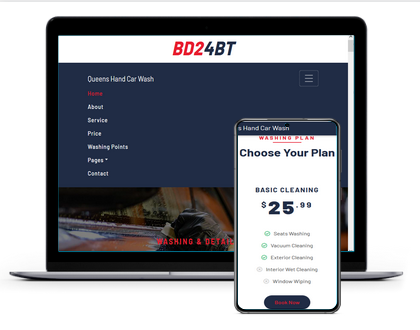 BD24BT
Queens Hand Car Wash
Home
About
Service
Price
Washing Points
Pages
Contact
WASHING & DETA
s Hand Car Wash
WASHING PLAN
Choose Your Plan
BASIC CLEANING
$25.99
Seats Washing
Vacuum Cleaning
Exterior Cleaning
Interior Wet Cleaning
Window Wiping
Book Now